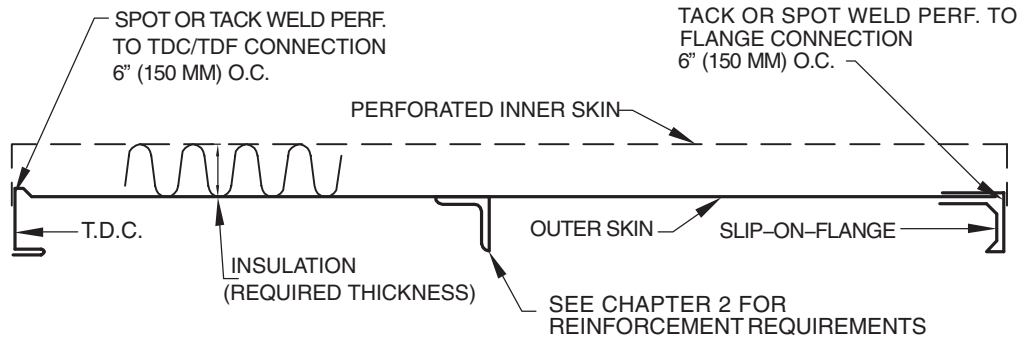 SPOT OR TACK WELD PERF.
TO TDC/TDF CONNECTION
6” (150 MM) O.C.
TACK OR SPOT WELD PERF. TO
FLANGE CONNECTION
6” (150 MM) O.C.
PERFORATED INNER SKIN
T.D.C.
OUTER SKIN
SLIP–ON–FLANGE
INSULATION
(REQUIRED THICKNESS)
SEE CHAPTER 2 FOR
REINFORCEMENT REQUIREMENTS